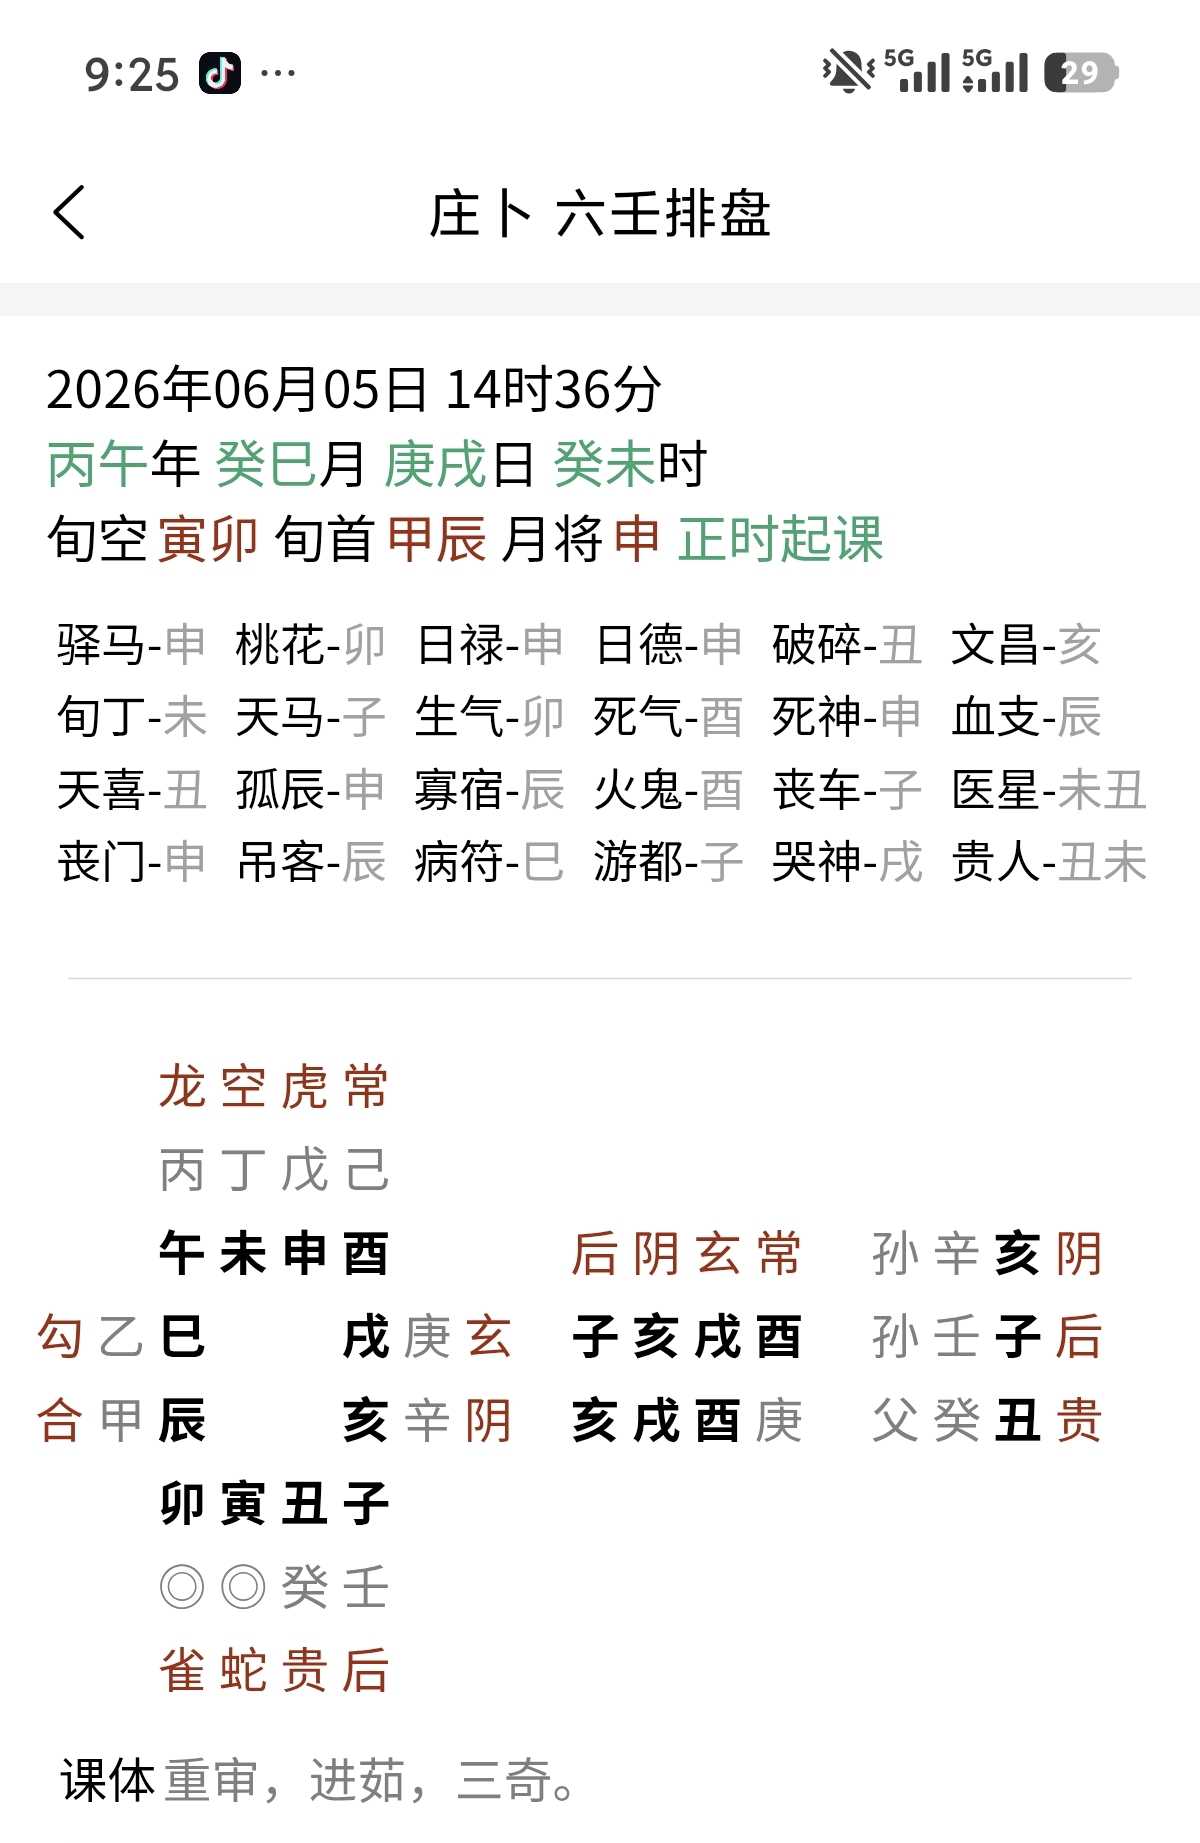 9:25 ... 5G 5G 29
庄卜 六壬排盘
2026年06月05日 14时36分
丙午年 癸巳月 庚戌日 癸未时
旬空寅卯 旬首甲辰 月将申 正时起课
驿马-申 桃花-卯 日禄-申 日德-申 破碎-丑 文昌-亥
旬丁-未 天马-子 生气-卯 死气-酉 死神-申 血支-辰
天喜-丑 孤辰-申 寡宿-辰 火鬼-酉 丧车-子 医星-未丑
丧门-申 吊客-辰 病符-巳 游都-子 哭神-戌 贵人-丑未
龙空虎常
丙丁戊己
午未申酉 后阴玄常 孙辛亥阴
勾乙巳 戌庚玄 子亥戌酉 孙壬子后
合甲辰 亥辛阴 亥戌酉庚 父癸丑贵
卯寅丑子
◎◎癸壬
雀蛇贵后
课体 重审，进茹，三奇。